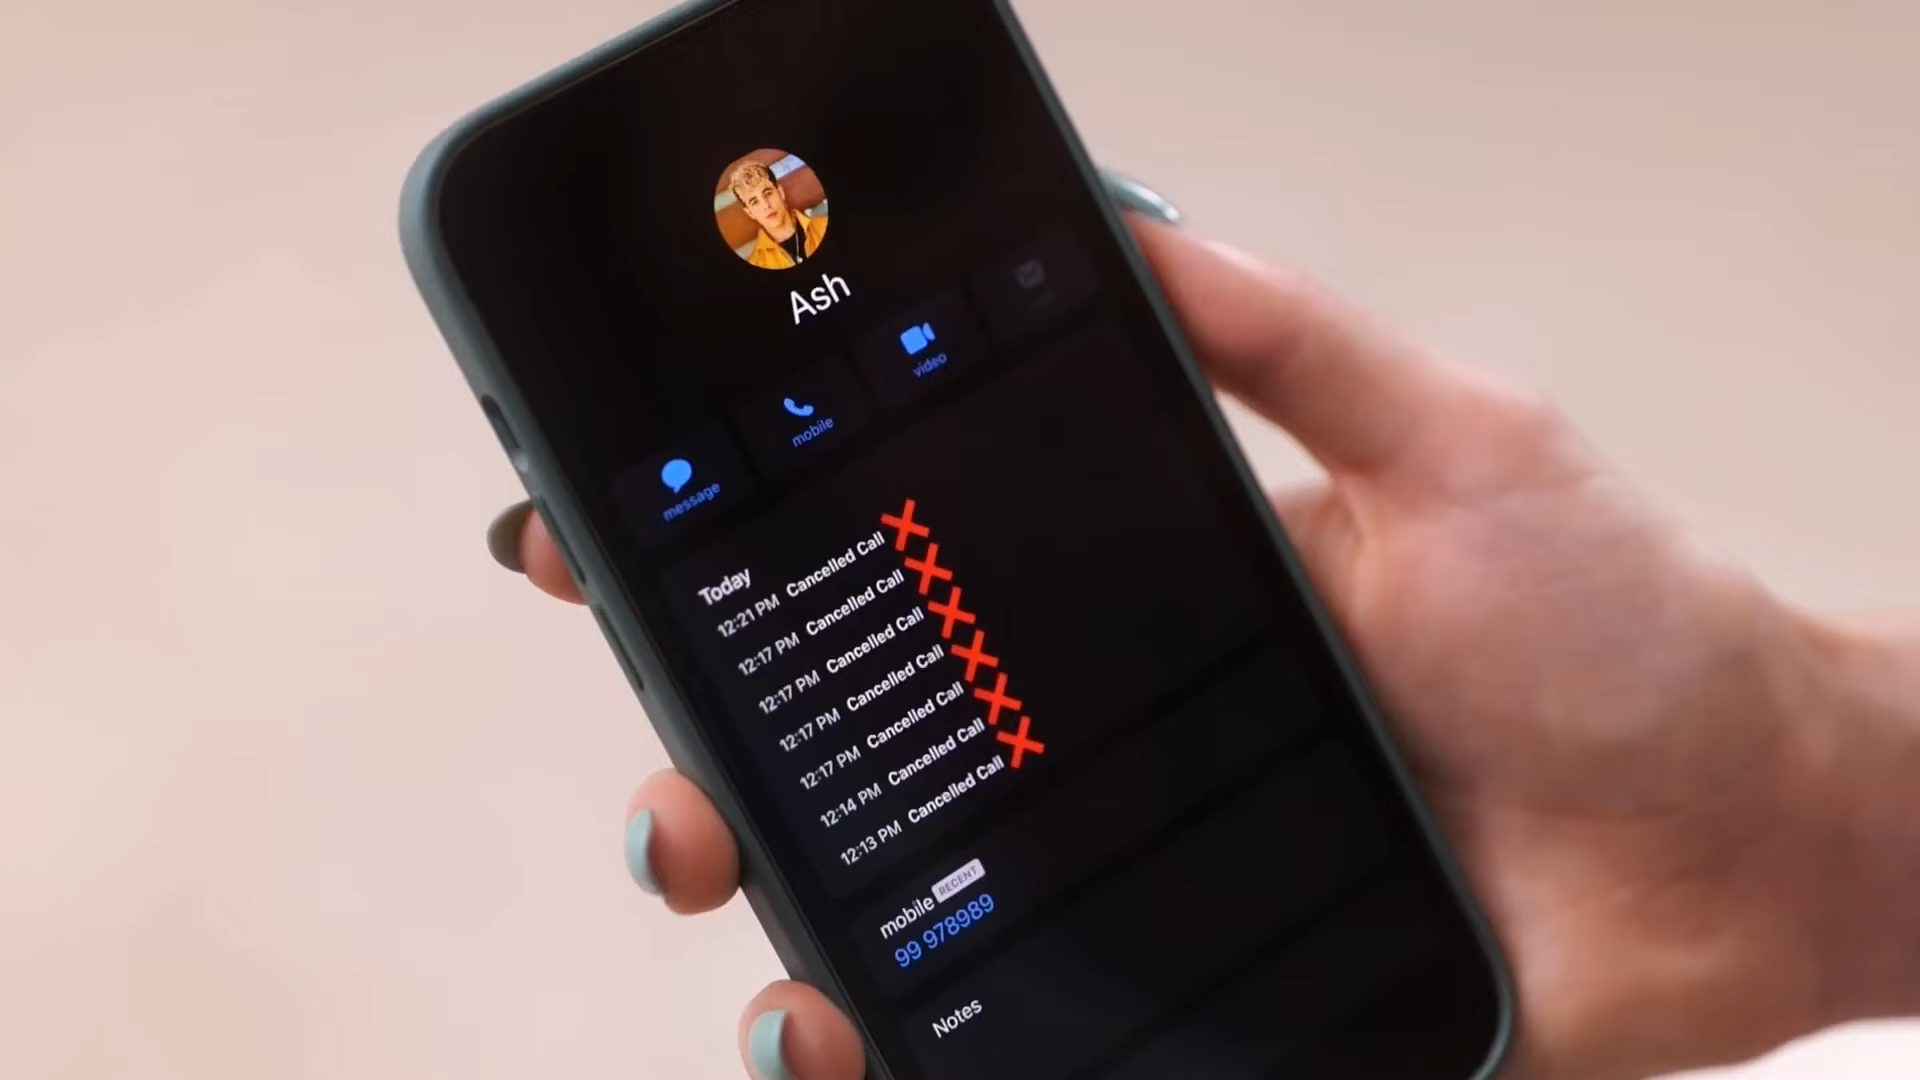 Ash
message
mobile
video
Today
12:21 PM Cancelled Call
12:17 PM Cancelled Call
12:17 PM Cancelled Call
12:17 PM Cancelled Call
12:17 PM Cancelled Call
12:14 PM Cancelled Call
12:13 PM Cancelled Call
mobile RECENT
99 978989
Notes